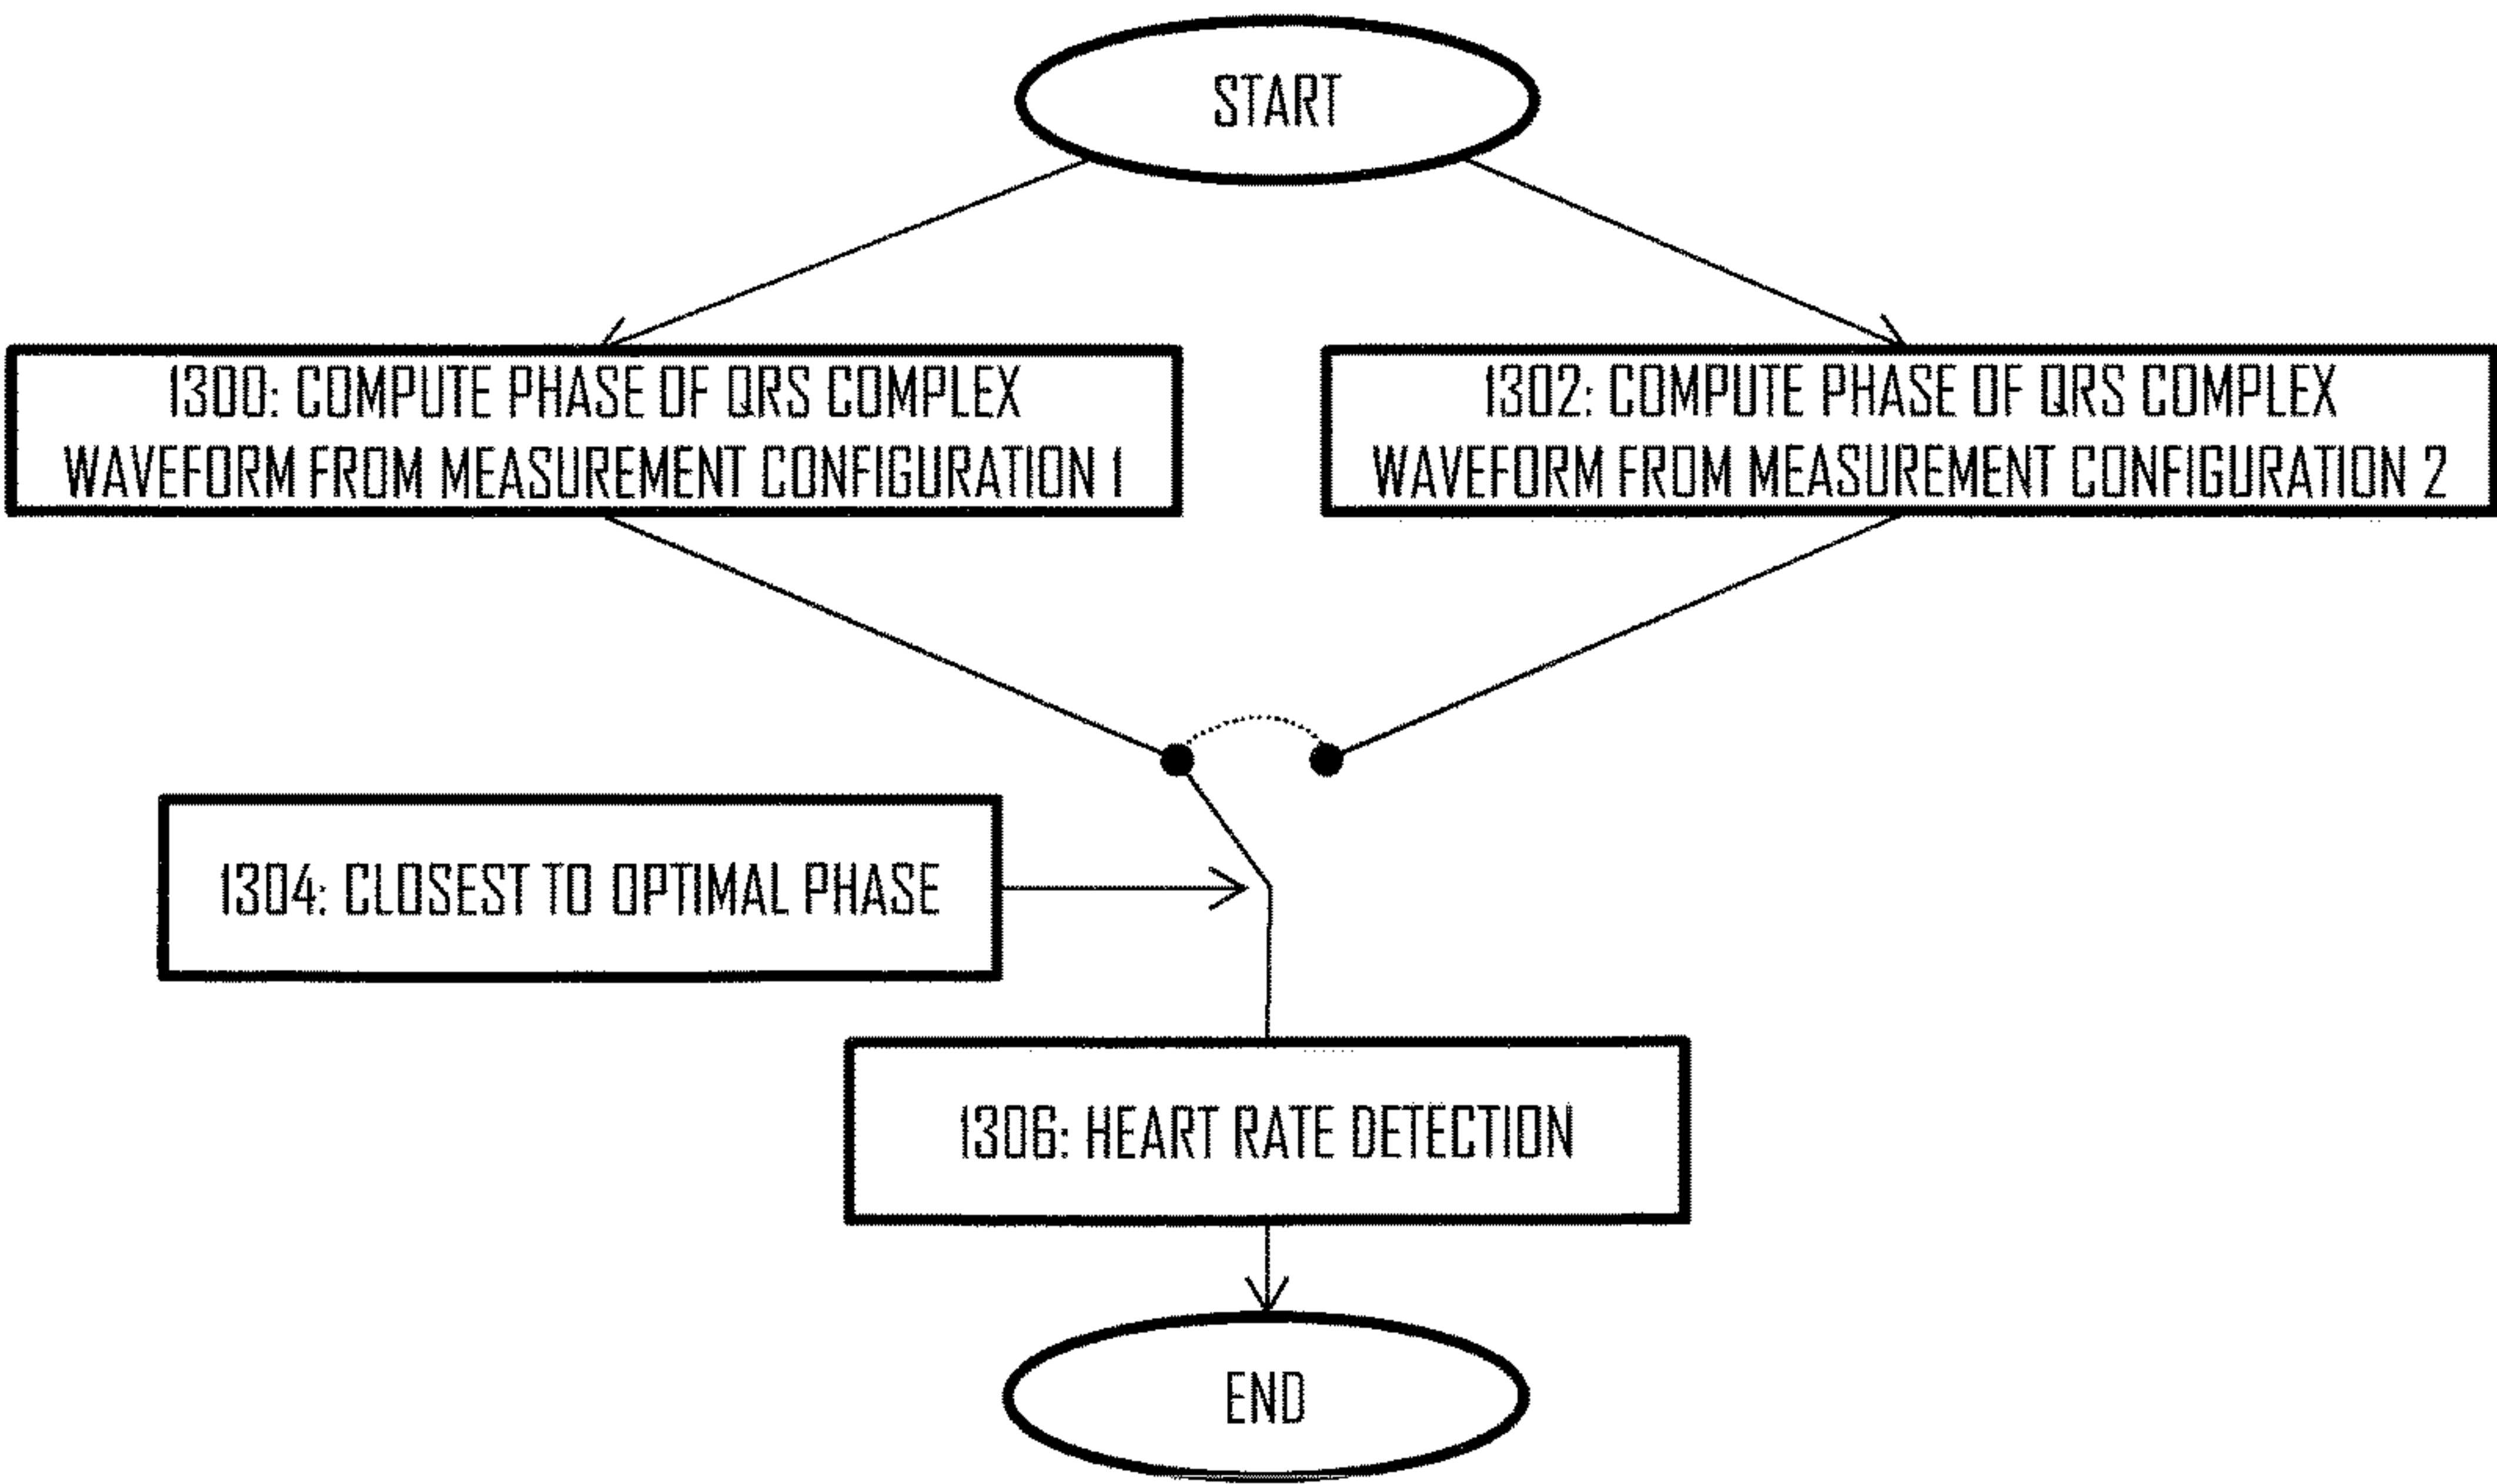 START
1300: COMPUTE PHASE OF QRS COMPLEX
WAVEFORM FROM MEASUREMENT CONFIGURATION 1
1302: COMPUTE PHASE OF QRS COMPLEX
WAVEFORM FROM MEASUREMENT CONFIGURATION 2
1304: CLOSEST TO OPTIMAL PHASE
1306: HEART RATE DETECTION
END